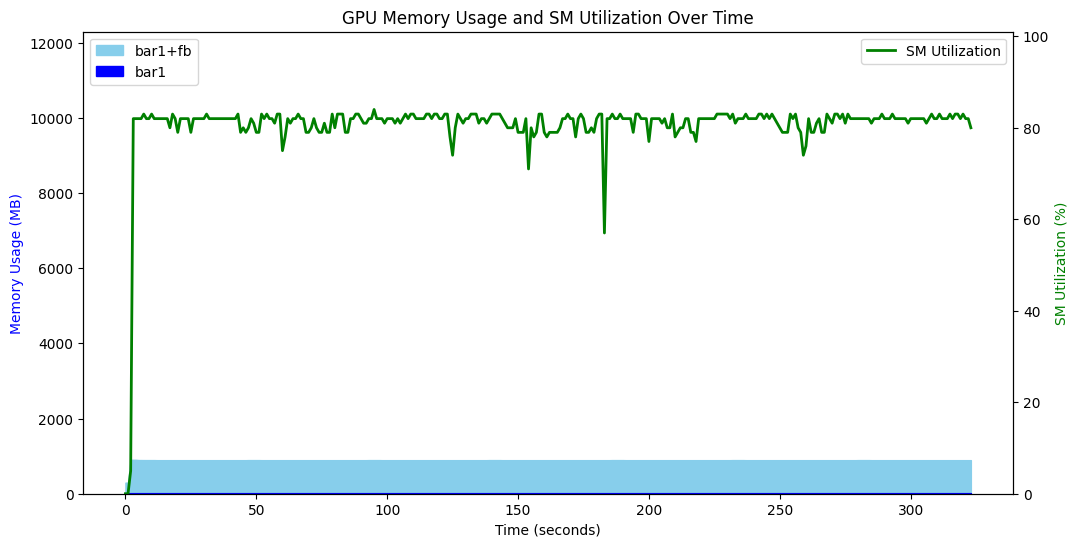 GPU Memory Usage and SM Utilization Over Time
bar1+fb
bar1
SM Utilization
12000
10000
8000
6000
4000
2000
0
Memory Usage (MB)
100
80
60
40
20
0
SM Utilization (%)
0
50
100
150
200
250
300
Time (seconds)